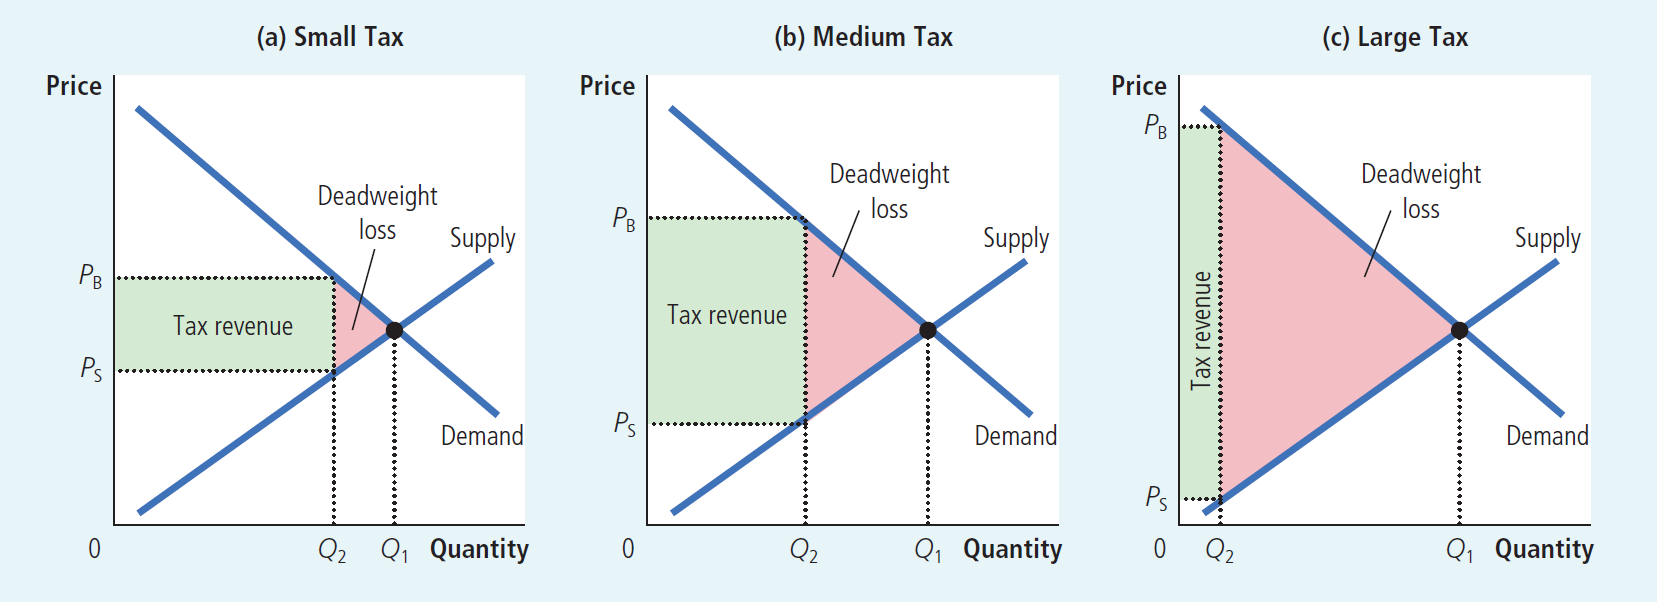 (a) Small Tax
Price
Deadweight
loss
Supply
PB
Tax revenue
PS
Demand
0
Q2
Q1
Quantity
(b) Medium Tax
Price
Deadweight
loss
PB
Supply
Tax revenue
PS
Demand
0
Q2
Q1
Quantity
(c) Large Tax
Price
PB
Deadweight
loss
Supply
Tax revenue
Demand
PS
0
Q2
Q1
Quantity